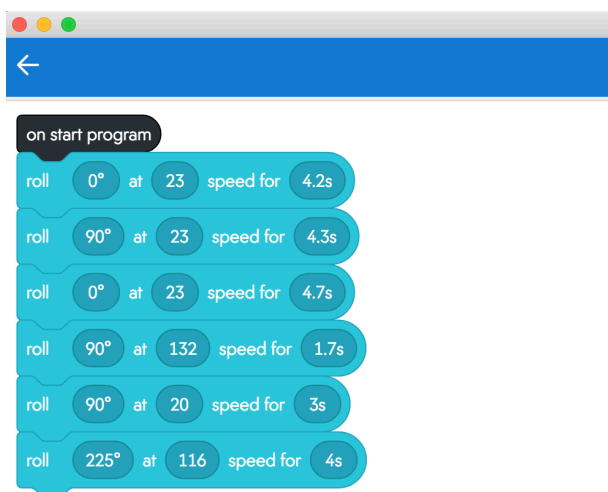 on start program
roll 0° at 23 speed for 4.2s
roll 90° at 23 speed for 4.3s
roll 0° at 23 speed for 4.7s
roll 90° at 132 speed for 1.7s
roll 90° at 20 speed for 3s
roll 225° at 116 speed for 4s